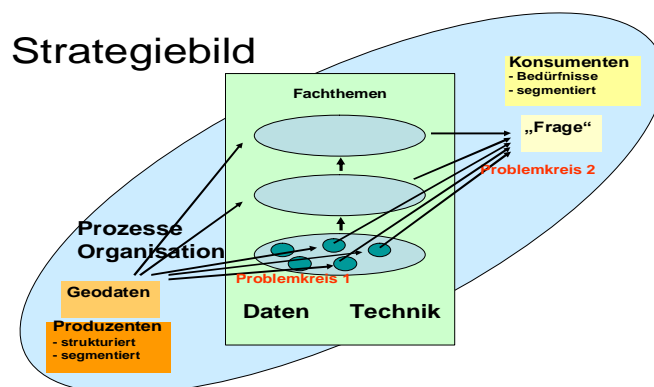 Strategiebild
Konsumenten
- Bedürfnisse
- segmentiert
Fachthemen
„Frage“
Problemkreis 2
Prozesse
Organisation
Problemkreis 1
Geodaten
Daten Technik
Produzenten
- strukturiert
- segmentiert